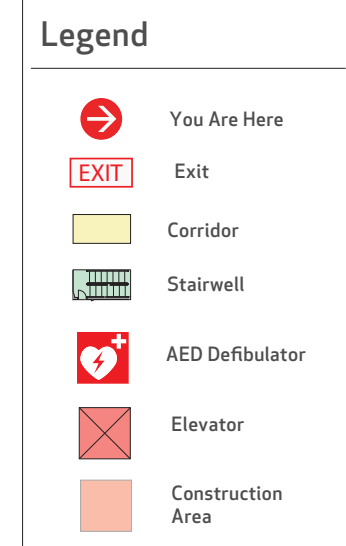 Legend
You Are Here
EXIT
Exit
Corridor
Stairwell
AED Defibulator
Elevator
Construction
Area